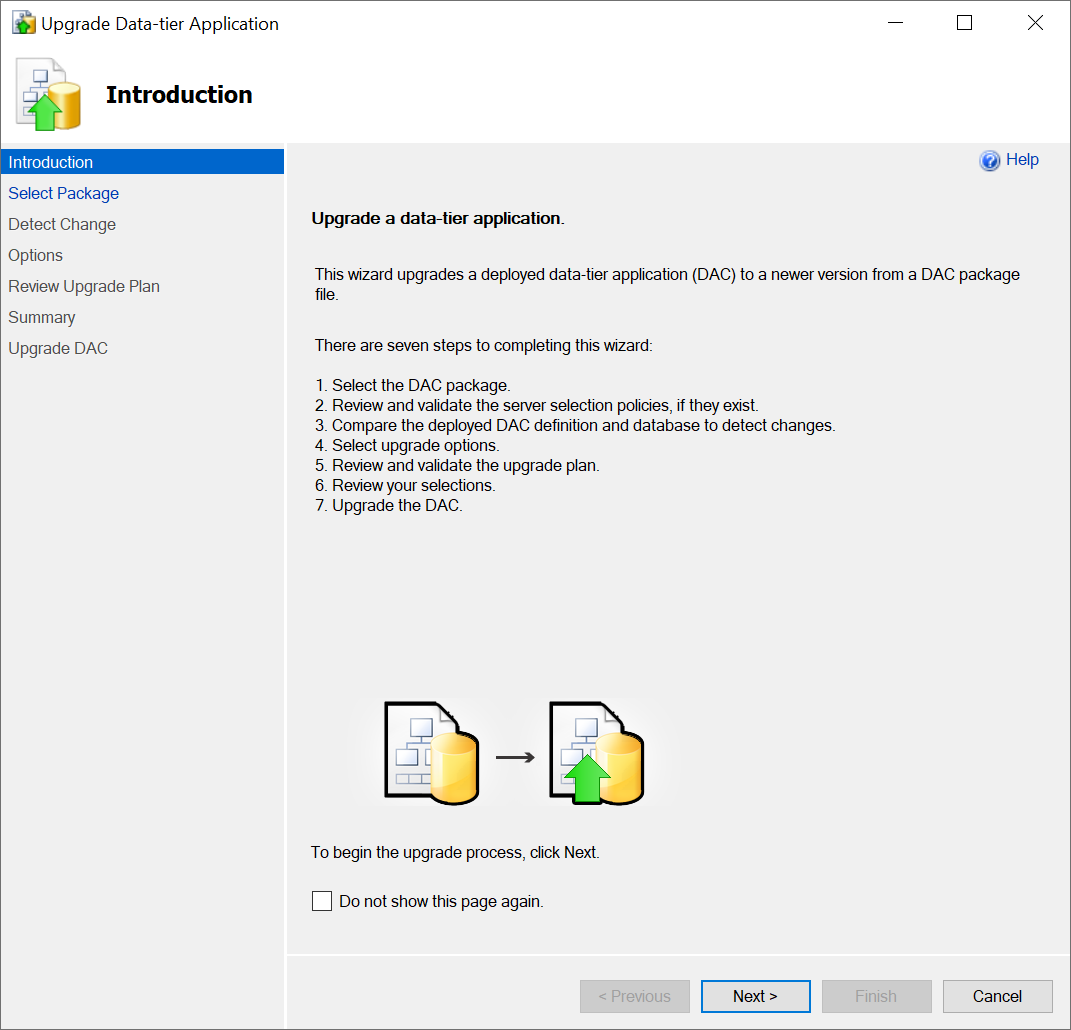 Upgrade Data-tier Application
Introduction
Introduction
Select Package
Detect Change
Options
Review Upgrade Plan
Summary
Upgrade DAC
Help
Upgrade a data-tier application.
This wizard upgrades a deployed data-tier application (DAC) to a newer version from a DAC package
file.
There are seven steps to completing this wizard:
1. Select the DAC package.
2. Review and validate the server selection policies, if they exist.
3. Compare the deployed DAC definition and database to detect changes.
4. Select upgrade options.
5. Review and validate the upgrade plan.
6. Review your selections.
7. Upgrade the DAC.
To begin the upgrade process, click Next.
Do not show this page again.
< Previous
Next >
Finish
Cancel